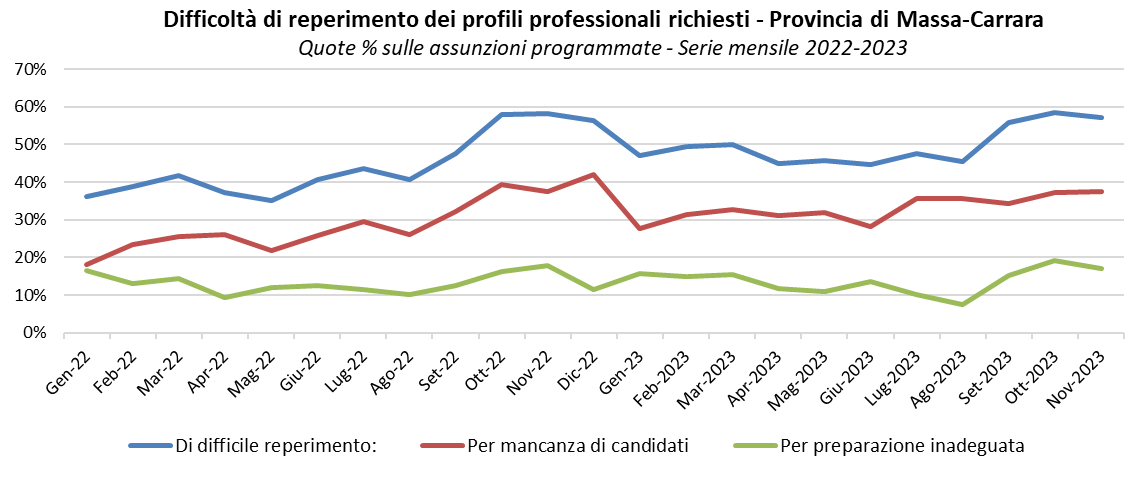 Difficoltà di reperimento dei profili professionali richiesti - Provincia di Massa-Carrara
Quote % sulle assunzioni programmate - Serie mensile 2022-2023
70%
60%
50%
40%
30%
20%
10%
0%
Gen-22 Feb-22 Mar-22 Apr-22 Mag-22 Giu-22 Lug-22 Ago-22 Set-22 Ott-22 Nov-22 Dic-22 Gen-23 Feb-2023 Mar-2023 Apr-2023 Mag-2023 Giu-2023 Lug-2023 Ago-2023 Set-2023 Ott-2023 Nov-2023
Di difficile reperimento: Per mancanza di candidati Per preparazione inadeguata